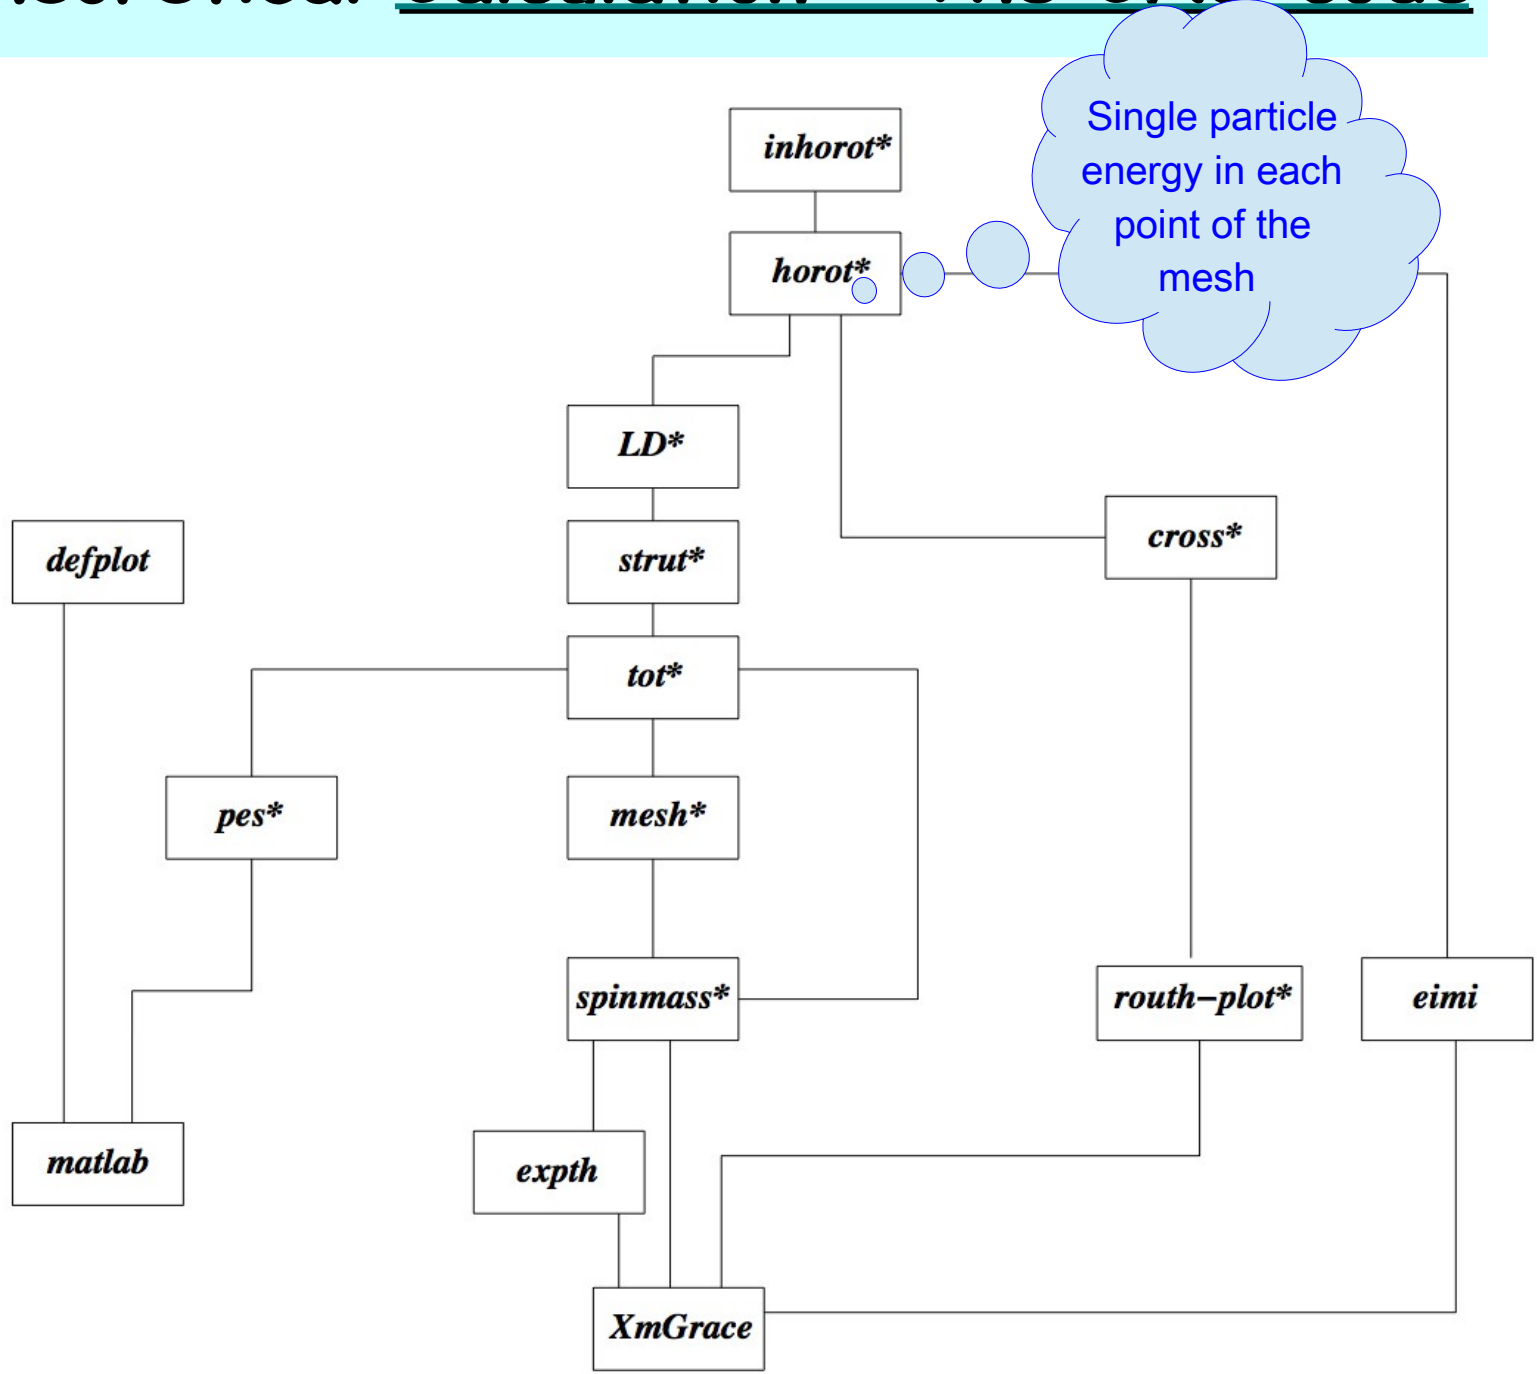 Single particle
energy in each
point of the
mesh
inhorot*
horot*
LD*
cross*
defplot
strut*
tot*
pes*
mesh*
spinmass*
routh−plot*
eimi
matlab
expth
XmGrace